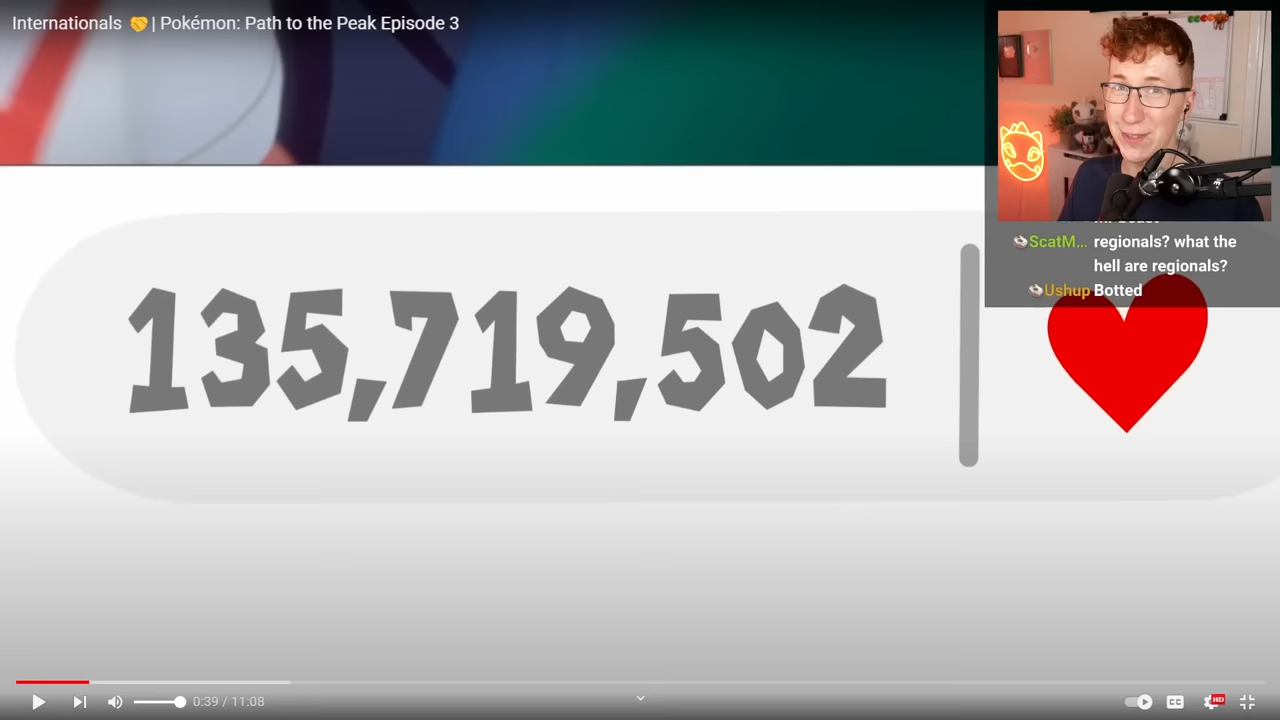 Internationals 🤝 | Pokémon: Path to the Peak Episode 3
ScatM... regionals? what the
hell are regionals?
Ushup Botted
135,719,502
0:39 / 11:08
CC
HD